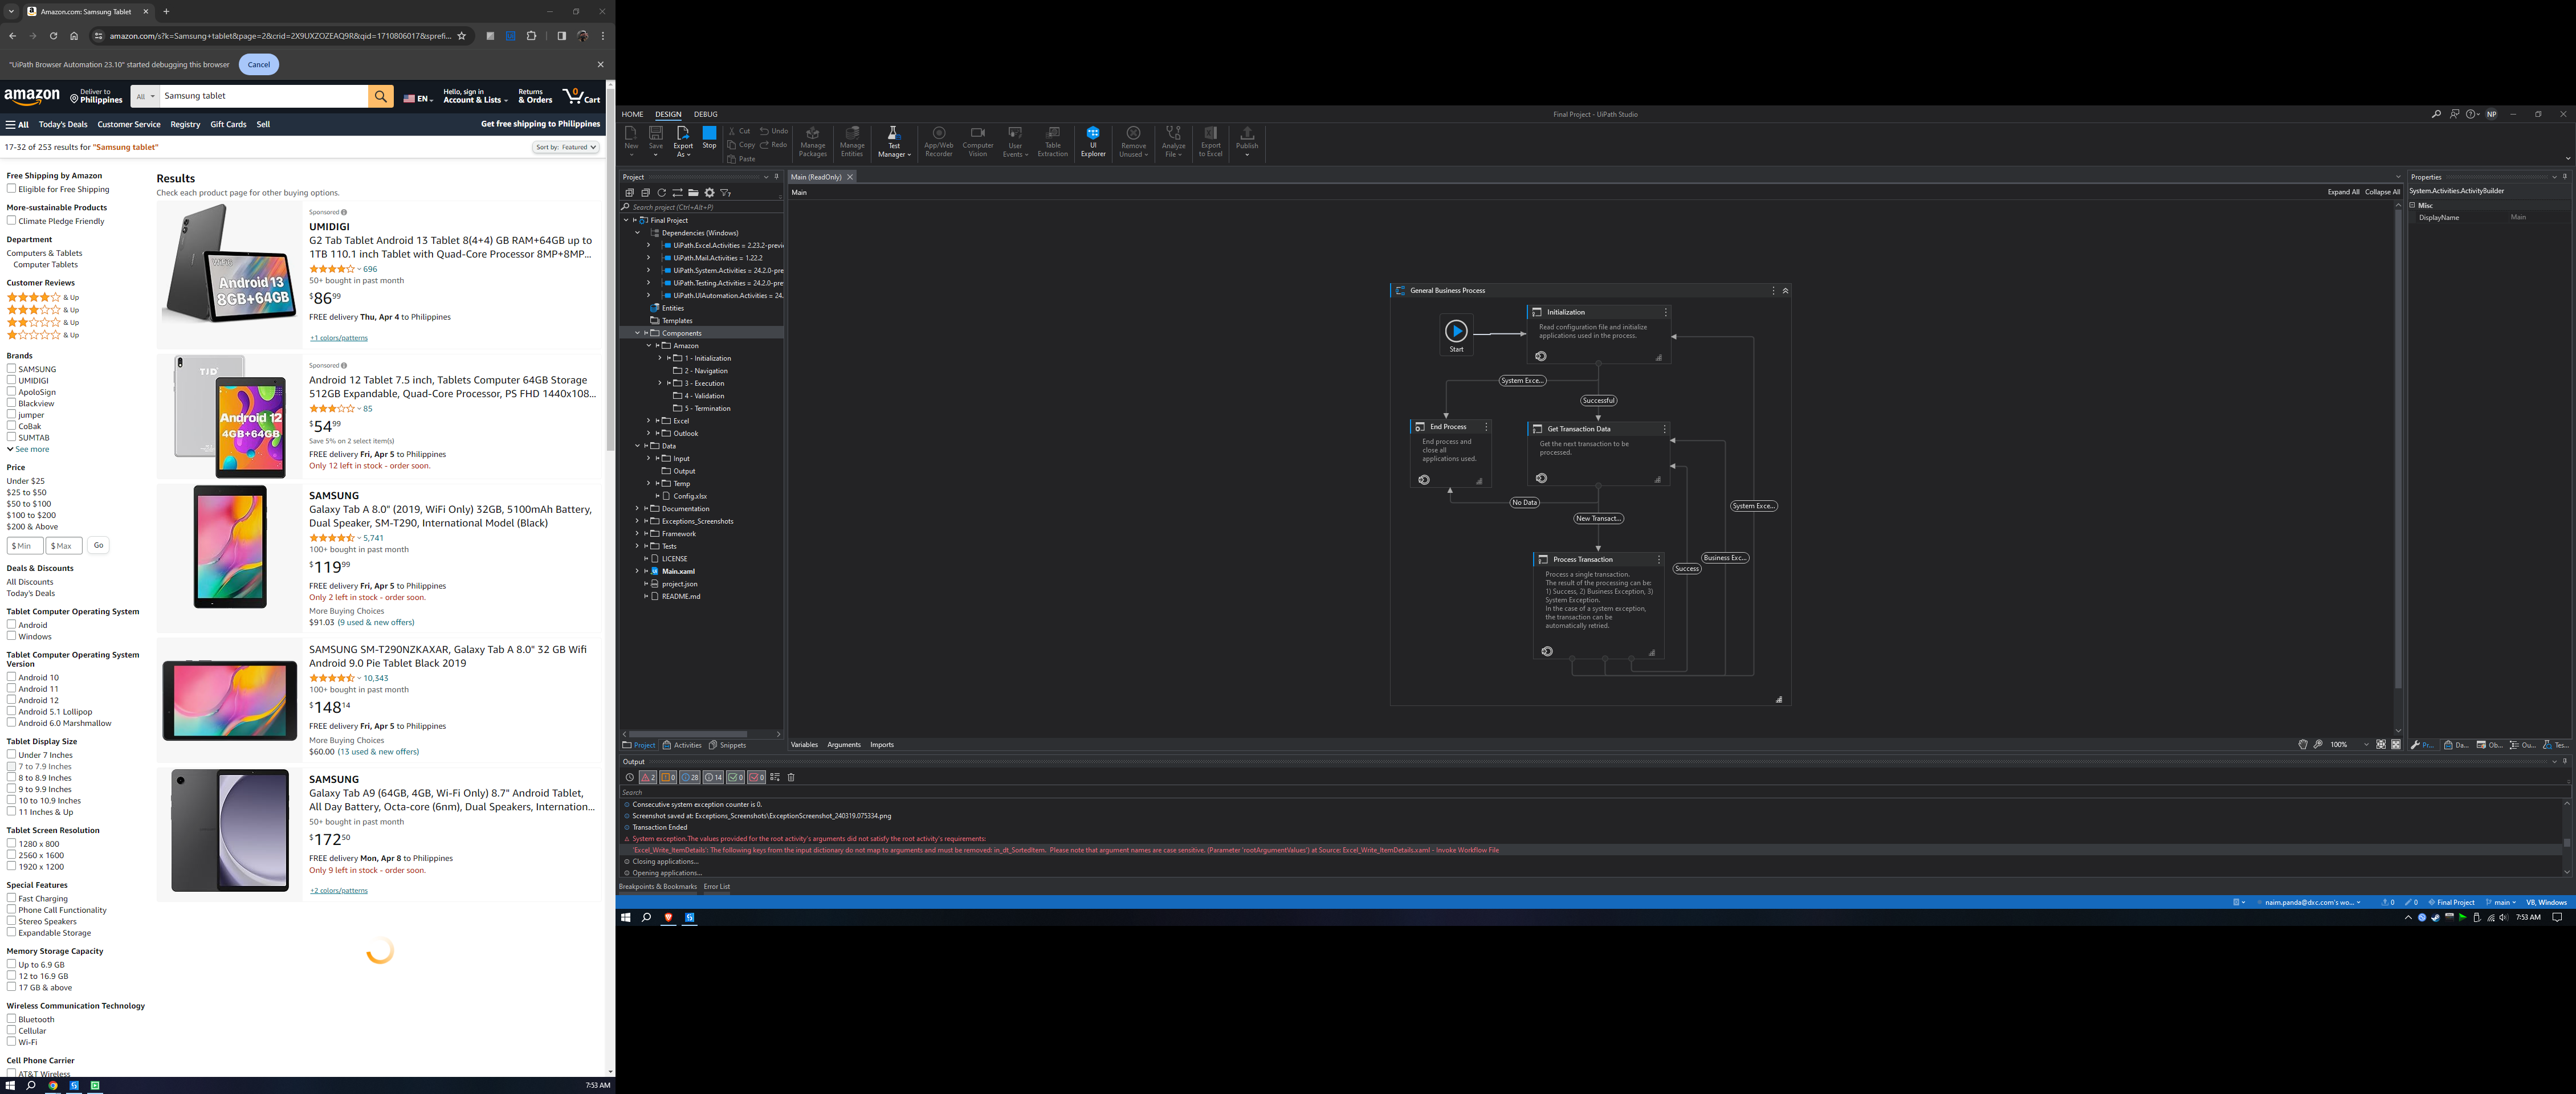 Amazon.com: Samsung Tablet
amazon.com/s?k=Samsung+tablet&page=2&crid=2X9UXZOZEAQ9R&qid=1710806017&sprefi...
"UiPath Browser Automation 23.10" started debugging this browser
Cancel
amazon
Deliver to
Philippines
All
Samsung tablet
EN
Hello, sign in
Account & Lists
Returns
& Orders
0
Cart
All
Today's Deals
Customer Service
Registry
Gift Cards
Sell
Get free shipping to Philippines
17-32 of 253 results for "Samsung tablet"
Sort by: Featured
Free Shipping by Amazon
Eligible for Free Shipping
More-sustainable Products
Climate Pledge Friendly
Department
Computers & Tablets
Computer Tablets
Customer Reviews
& Up
& Up
& Up
& Up
Brands
SAMSUNG
UMIDIGI
ApoloSign
Blackview
jumper
CoBak
SUMTAB
See more
Price
Under $25
$25 to $50
$50 to $100
$100 to $200
$200 & Above
$ Min
$ Max
Go
Deals & Discounts
All Discounts
Today's Deals
Tablet Computer Operating System
Android
Windows
Tablet Computer Operating System
Version
Android 10
Android 11
Android 12
Android 5.1 Lollipop
Android 6.0 Marshmallow
Tablet Display Size
Under 7 Inches
7 to 7.9 Inches
8 to 8.9 Inches
9 to 9.9 Inches
10 to 10.9 Inches
11 Inches & Up
Tablet Screen Resolution
1280 x 800
2560 x 1600
1920 x 1200
Special Features
Fast Charging
Phone Call Functionality
Stereo Speakers
Expandable Storage
Memory Storage Capacity
Up to 6.9 GB
12 to 16.9 GB
17 GB & above
Wireless Communication Technology
Bluetooth
Cellular
Wi-Fi
Cell Phone Carrier
AT&T Wireless
Results
Check each product page for other buying options.
Android 13
8GB+64GB
Sponsored
UMIDIGI
G2 Tab Tablet Android 13 Tablet 8(4+4) GB RAM+64GB up to
1TB 110.1 inch Tablet with Quad-Core Processor 8MP+8MP...
696
50+ bought in past month
$86 99
FREE delivery Thu, Apr 4 to Philippines
+1 colors/patterns
TJD
Android 12
4GB+64GB
Sponsored
Android 12 Tablet 7.5 inch, Tablets Computer 64GB Storage
512GB Expandable, Quad-Core Processor, PS FHD 1440x108...
85
$54 99
Save 5% on 2 select item(s)
FREE delivery Fri, Apr 5 to Philippines
Only 12 left in stock - order soon.
SAMSUNG
Galaxy Tab A 8.0" (2019, WiFi Only) 32GB, 5100mAh Battery,
Dual Speaker, SM-T290, International Model (Black)
5,741
100+ bought in past month
$119 99
FREE delivery Fri, Apr 5 to Philippines
Only 2 left in stock - order soon.
More Buying Choices
$91.03 (9 used & new offers)
SAMSUNG SM-T290NZKAXAR, Galaxy Tab A 8.0" 32 GB Wifi
Android 9.0 Pie Tablet Black 2019
10,343
100+ bought in past month
$148 14
FREE delivery Fri, Apr 5 to Philippines
More Buying Choices
$60.00 (13 used & new offers)
SAMSUNG
Galaxy Tab A9 (64GB, 4GB, Wi-Fi Only) 8.7" Android Tablet,
All Day Battery, Octa-core (6nm), Dual Speakers, Internation...
50+ bought in past month
$172 50
FREE delivery Mon, Apr 8 to Philippines
Only 9 left in stock - order soon.
+2 colors/patterns
7:53 AM
HOME
DESIGN
DEBUG
Final Project - UiPath Studio
NP
New
Save
Export
As
Stop
Cut
Copy
Paste
Undo
Redo
Manage
Packages
Manage
Entities
Test
Manager
App/Web
Recorder
Computer
Vision
User
Events
Table
Extraction
UI
Explorer
Remove
Unused
Analyze
File
Export
to Excel
Publish
Project
Search project (Ctrl+Alt+P)
Final Project
Dependencies (Windows)
UiPath.Excel.Activities = 2.23.2-previ
UiPath.Mail.Activities = 1.22.2
UiPath.System.Activities = 24.2.0-pre
UiPath.Testing.Activities = 24.2.0-pre
UiPath.UIAutomation.Activities = 24.
Entities
Templates
Components
Amazon
1 - Initialization
2 - Navigation
3 - Execution
4 - Validation
5 - Termination
Excel
Outlook
Data
Input
Output
Temp
Config.xlsx
Documentation
Exceptions_Screenshots
Framework
Tests
LICENSE
Main.xaml
project.json
README.md
Project
Activities
Snippets
Main (ReadOnly)
Main
Expand All
Collapse All
General Business Process
Start
Initialization
Read configuration file and initialize
applications used in the process.
System Exce...
Successful
End Process
End process and
close all
applications used.
Get Transaction Data
Get the next transaction to be
processed.
No Data
New Transact...
System Exce...
Business Exc...
Success
Process Transaction
Process a single transaction.
The result of the processing can be:
1) Success, 2) Business Exception, 3)
System Exception.
In the case of a system exception,
the transaction can be
automatically retried.
Variables
Arguments
Imports
100%
Properties
System.Activities.ActivityBuilder
Misc
DisplayName
Main
Pr...
Da...
Ob...
Ou...
Tes...
Output
2
0
28
14
0
0
Search
Consecutive system exception counter is 0.
Screenshot saved at: Exceptions_Screenshots\ExceptionScreenshot_240319.075334.png
Transaction Ended
System exception.The values provided for the root activity's arguments did not satisfy the root activity's requirements:
'Excel_Write_ItemDetails': The following keys from the input dictionary do not map to arguments and must be removed: in_dt_SortedItem. Please note that argument names are case sensitive. (Parameter 'rootArgumentValues') at Source: Excel_Write_ItemDetails.xaml - Invoke Workflow File
Closing applications...
Opening applications...
Breakpoints & Bookmarks
Error List
naim.panda@dxc.com's wo...
0
0
Final Project
main
VB, Windows
7:53 AM